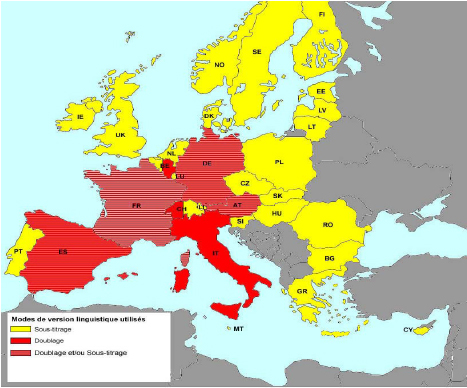 FI
NO
SE
EE
LV
DK
LT
IE
UK
NL
DE
PL
BE
LU
CZ
SK
FR
CH
AT
HU
SI
RO
PT
ES
IT
BG
GR
MT
CY
Modes de version linguistique utilisés
Sous-titrage
Doublage
Doublage et/ou Sous-titrage